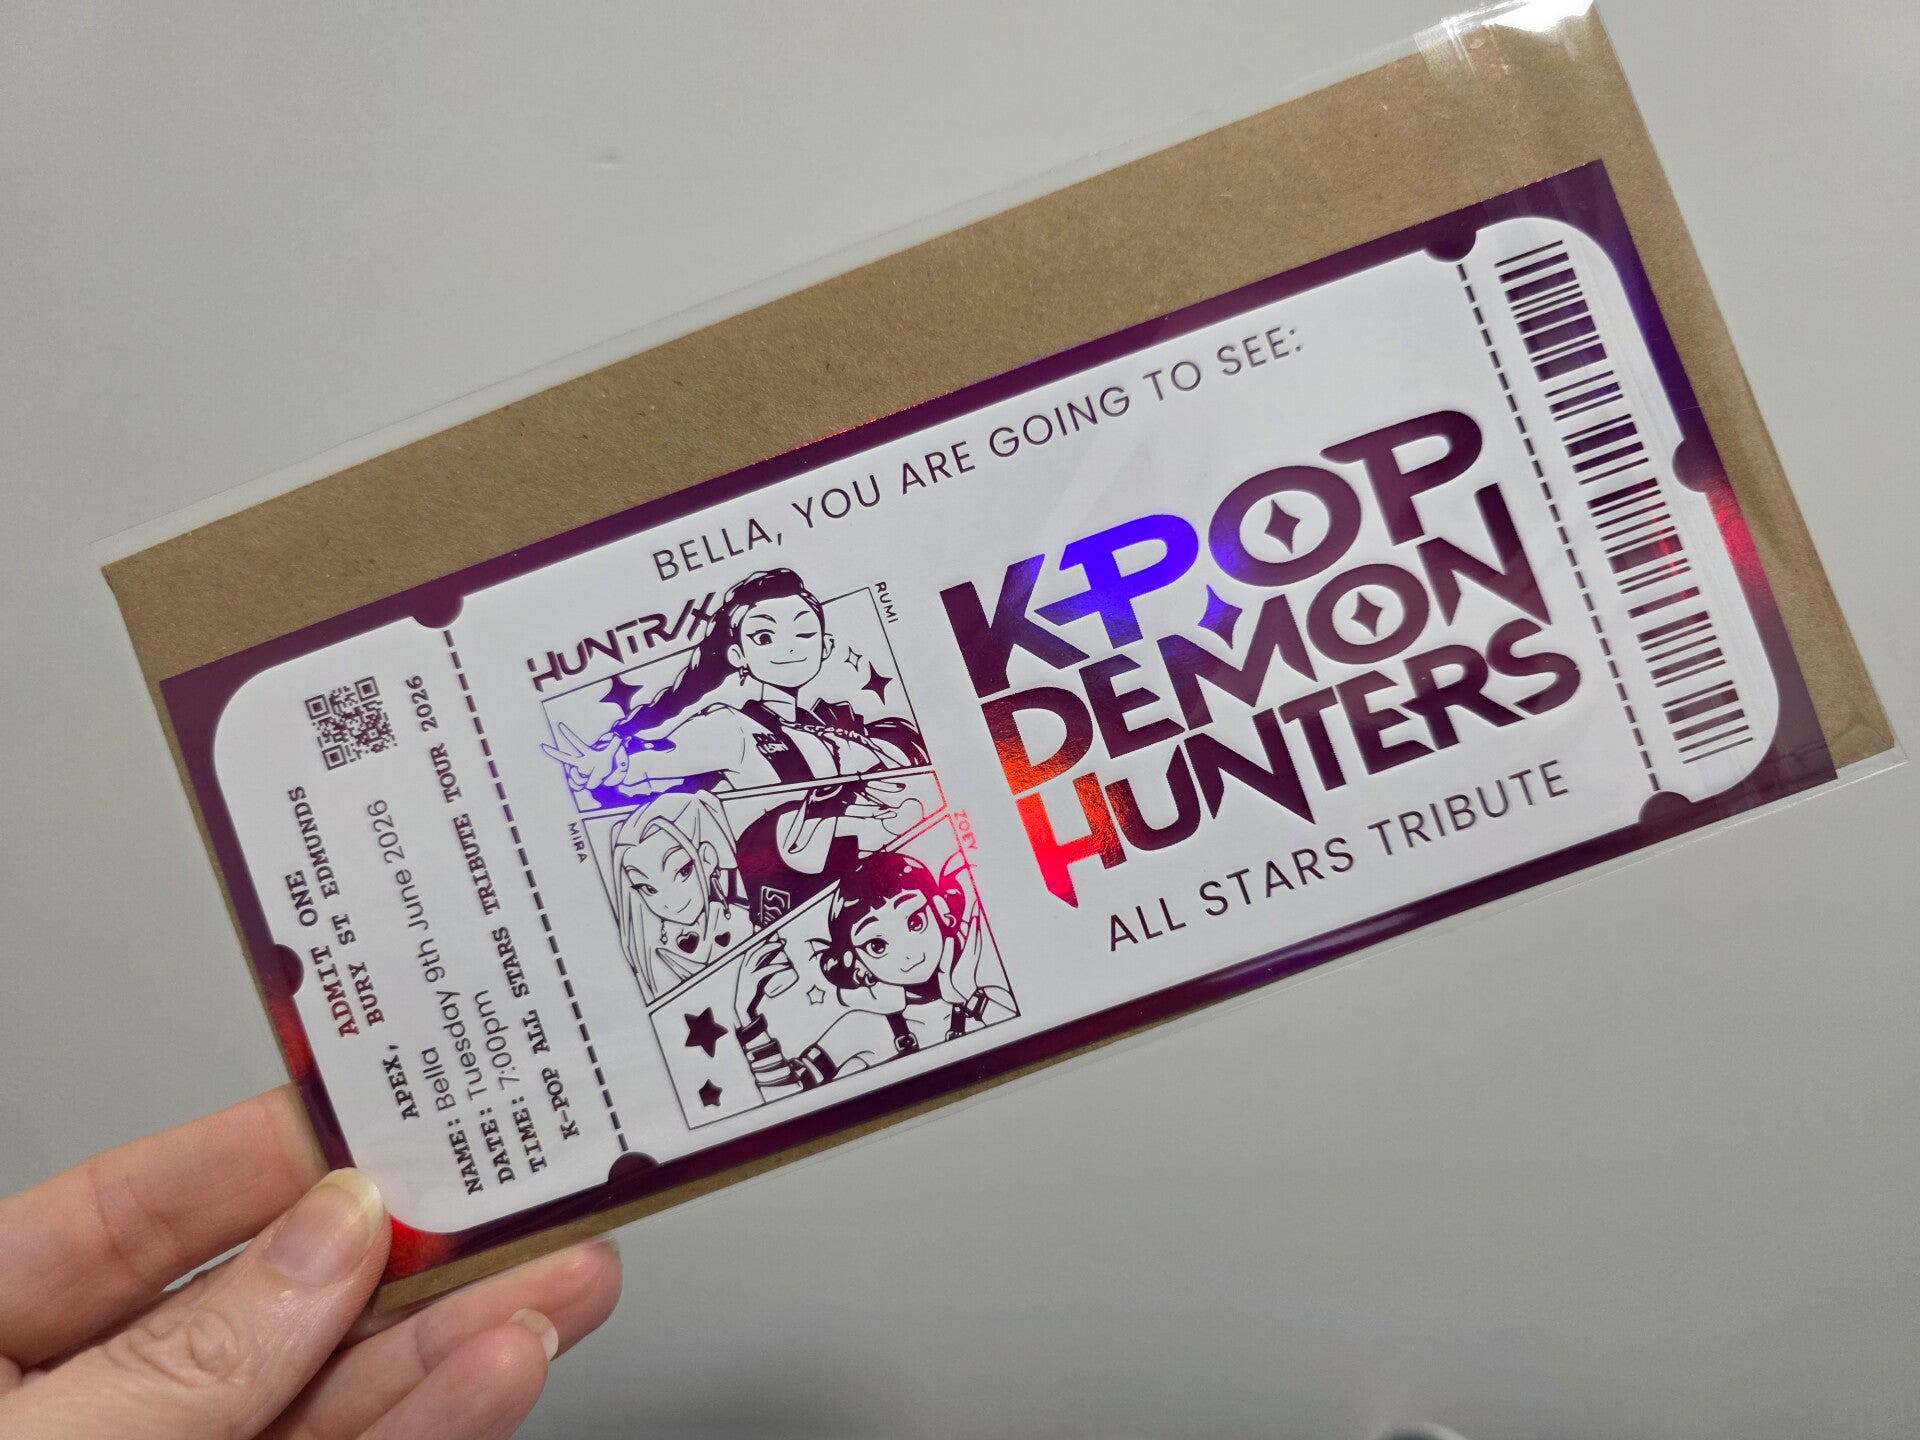 BELLA, YOU ARE GOING TO SEE:
KPOP
DEMON
HUNTERS
ALL STARS TRIBUTE
HUNTR/X
RUMI
MIRA
ZOEY
ADMIT ONE
APEX, BURY ST EDMUNDS
NAME: Bella
DATE: Tuesday 9th June 2026
TIME: 7:00pm
K-POP ALL STARS TRIBUTE TOUR 2026